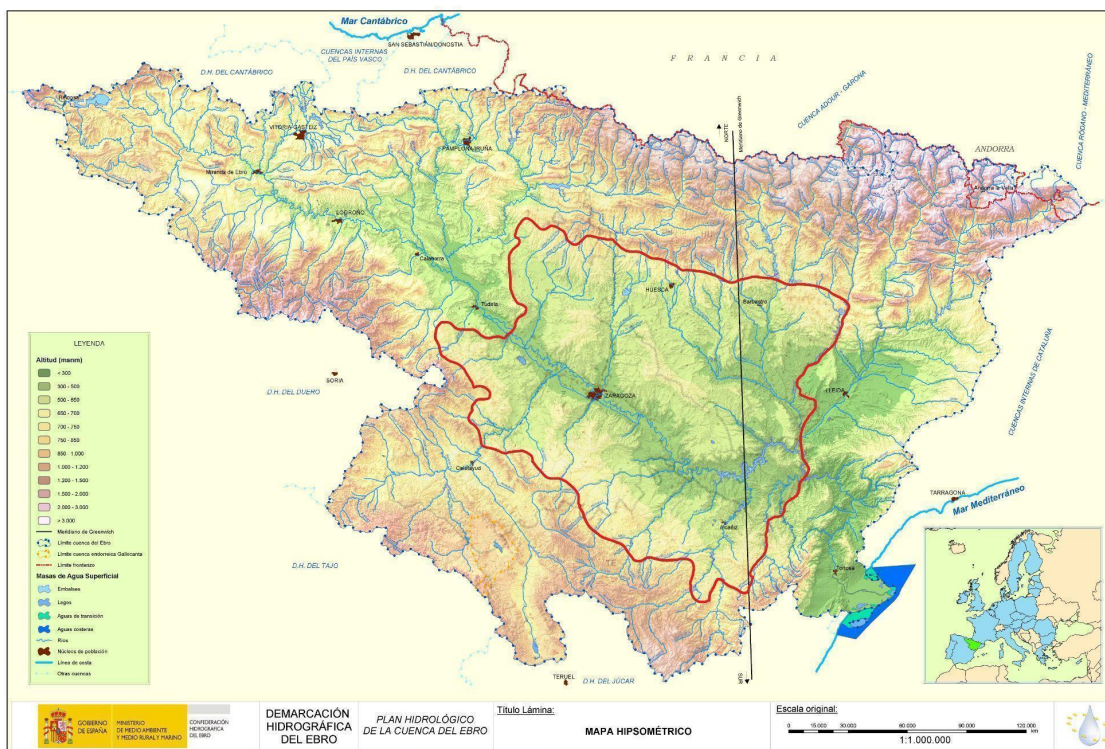 Mar Cantábrico
SAN SEBASTIÁN/DONOSTIA
CUENCAS INTERNAS
DEL PAÍS VASCO
D.H. DEL CANTÁBRICO
D.H. DEL CANTÁBRICO
F R A N C I A
CUENCA ADOUR - GARONA
CUENCA RÓDANO - MEDITERRÁNEO
NORTE
Meridiano de Greenwich
ANDORRA
Andorra la Vella
Reinosa
VITORIA-GASTEIZ
PAMPLONA/IRUÑA
Miranda de Ebro
LOGROÑO
Calahorra
Tudela
HUESCA
Barbastro
SORIA
D.H. DEL DUERO
ZARAGOZA
LLEIDA
CUENCAS INTERNAS DE CATALUÑA
Calatayud
Alcañiz
TARRAGONA
Mar Mediterráneo
Tortosa
D.H. DEL TAJO
TERUEL
D.H. DEL JÚCAR
SUR
LEYENDA
Altitud (msnm)
< 300
300 - 500
500 - 650
650 - 700
700 - 750
750 - 850
850 - 1.000
1.000 - 1.200
1.200 - 1.500
1.500 - 2.000
2.000 - 3.000
> 3.000
Meridiano de Greenwich
Límite cuenca del Ebro
Límite cuenca endorreica Gallocanta
Límite fronterizo
Masas de Agua Superficial
Embalses
Lagos
Aguas de transición
Aguas costeras
Ríos
Núcleos de población
Línea de costa
Otras cuencas
GOBIERNO
DE ESPAÑA
MINISTERIO
DE MEDIO AMBIENTE
Y MEDIO RURAL Y MARINO
CONFEDERACIÓN
HIDROGRÁFICA
DEL EBRO
DEMARCACIÓN
HIDROGRÁFICA
DEL EBRO
PLAN HIDROLÓGICO
DE LA CUENCA DEL EBRO
Título Lámina:
MAPA HIPSOMÉTRICO
Escala original:
0 15.000 30.000 60.000 90.000 120.000
km
1:1.000.000